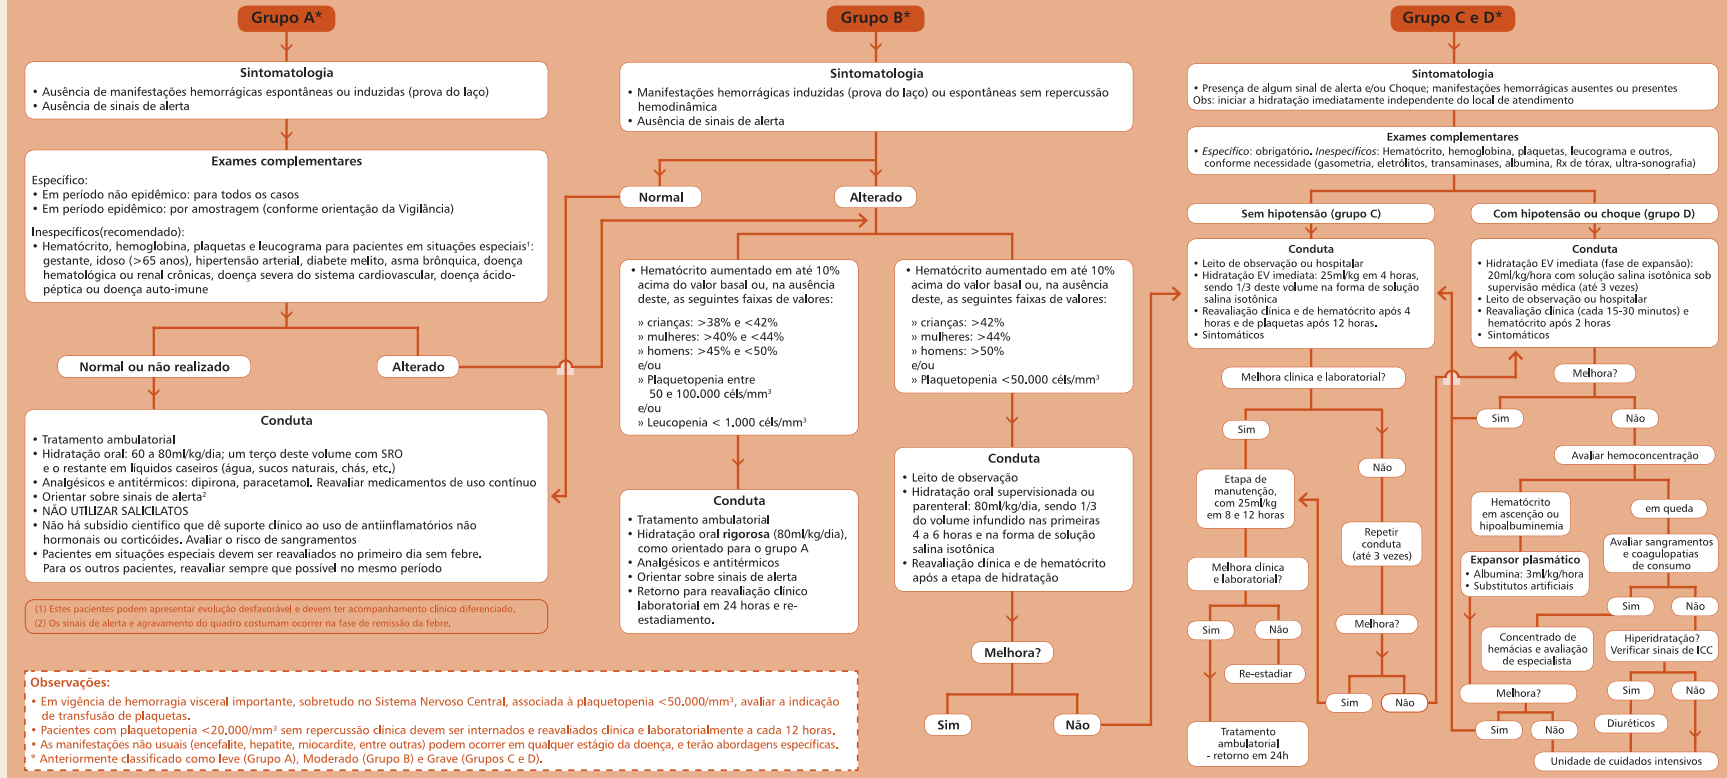 Grupo A*
Sintomatologia
• Ausência de manifestações hemorrágicas espontâneas ou induzidas (prova do laço)
• Ausência de sinais de alerta
Exames complementares
Específico:
• Em período não epidêmico: para todos os casos
• Em período epidêmico: por amostragem (conforme orientação da Vigilância)
Inespecíficos(recomendado):
• Hematócrito, hemoglobina, plaquetas e leucograma para pacientes em situações especiais¹:
gestante, idoso (>65 anos), hipertensão arterial, diabete melito, asma brônquica, doença
hematológica ou renal crônicas, doença severa do sistema cardiovascular, doença ácido-
péptica ou doença auto-imune
Normal ou não realizado
Alterado
Conduta
• Tratamento ambulatorial
• Hidratação oral: 60 a 80ml/kg/dia; um terço deste volume com SRO
e o restante em líquidos caseiros (água, sucos naturais, chás, etc.)
• Analgésicos e antitérmicos: dipirona, paracetamol. Reavaliar medicamentos de uso contínuo
• Orientar sobre sinais de alerta²
• NÃO UTILIZAR SALICILATOS
• Não há subsídio científico que dê suporte clínico ao uso de antiinflamatórios não
hormonais ou corticóides. Avaliar o risco de sangramentos
• Pacientes em situações especiais devem ser reavaliados no primeiro dia sem febre.
Para os outros pacientes, reavaliar sempre que possível no mesmo período
(1) Estes pacientes podem apresentar evolução desfavorável e devem ter acompanhamento clínico diferenciado.
(2) Os sinais de alerta e agravamento do quadro costumam ocorrer na fase de remissão da febre.
Observações:
• Em vigência de hemorragia visceral importante, sobretudo no Sistema Nervoso Central, associada à plaquetopenia <50.000/mm³, avaliar a indicação
de transfusão de plaquetas.
• Pacientes com plaquetopenia <20.000/mm³ sem repercussão clínica devem ser internados e reavaliados clínica e laboratorialmente a cada 12 horas.
• As manifestações não usuais (encefalite, hepatite, miocardite, entre outras) podem ocorrer em qualquer estágio da doença, e terão abordagens específicas.
* Anteriormente classificado como leve (Grupo A), Moderado (Grupo B) e Grave (Grupos C e D).
Grupo B*
Sintomatologia
• Manifestações hemorrágicas induzidas (prova do laço) ou espontâneas sem repercussão
hemodinâmica
• Ausência de sinais de alerta
Normal
Alterado
• Hematócrito aumentado em até 10%
acima do valor basal ou, na ausência
deste, as seguintes faixas de valores:
» crianças: >38% e <42%
» mulheres: >40% e <44%
» homens: >45% e <50%
e/ou
» Plaquetopenia entre
50 e 100.000 céls/mm³
e/ou
» Leucopenia < 1.000 céls/mm³
Conduta
• Tratamento ambulatorial
• Hidratação oral rigorosa (80ml/kg/dia),
como orientado para o grupo A
• Analgésicos e antitérmicos
• Orientar sobre sinais de alerta
• Retorno para reavaliação clínico
laboratorial em 24 horas e re-
estadiamento.
• Hematócrito aumentado em até 10%
acima do valor basal ou, na ausência
deste, as seguintes faixas de valores:
» crianças: >42%
» mulheres: >44%
» homens: >50%
e/ou
» Plaquetopenia <50.000 céls/mm³
Conduta
• Leito de observação
• Hidratação oral supervisionada ou
parenteral: 80ml/kg/dia, sendo 1/3
do volume infundido nas primeiras
4 a 6 horas e na forma de solução
salina isotônica
• Reavaliação clínica e de hematócrito
após a etapa de hidratação
Melhora?
Sim
Não
Grupo C e D*
Sintomatologia
• Presença de algum sinal de alerta e/ou Choque; manifestações hemorrágicas ausentes ou presentes
Obs: iniciar a hidratação imediatamente independente do local de atendimento
Exames complementares
• Específico: obrigatório. Inespecíficos: Hematócrito, hemoglobina, plaquetas, leucograma e outros,
conforme necessidade (gasometria, eletrólitos, transaminases, albumina, Rx de tórax, ultra-sonografia)
Sem hipotensão (grupo C)
Conduta
• Leito de observação ou hospitalar
• Hidratação EV imediata: 25ml/kg em 4 horas,
sendo 1/3 deste volume na forma de solução
salina isotônica
• Reavaliação clínica e de hematócrito após 4
horas e de plaquetas após 12 horas.
• Sintomáticos
Melhora clínica e laboratorial?
Sim
Não
Etapa de
manutenção,
com 25ml/kg
em 8 e 12 horas
Repetir
conduta
(até 3 vezes)
Melhora clínica
e laboratorial?
Melhora?
Sim
Não
Re-estadiar
Sim
Não
Tratamento
ambulatorial
- retorno em 24h
Com hipotensão ou choque (grupo D)
Conduta
• Hidratação EV imediata (fase de expansão):
20ml/kg/hora com solução salina isotônica sob
supervisão médica (até 3 vezes)
• Leito de observação ou hospitalar
• Reavaliação clínica (cada 15-30 minutos) e
hematócrito após 2 horas
• Sintomáticos
Melhora?
Sim
Não
Avaliar hemoconcentração
Hematócrito
em ascenção ou
hipoalbuminemia
em queda
Expansor plasmático
• Albumina: 3ml/kg/hora
• Substitutos artificiais
Avaliar sangramentos
e coagulopatias
de consumo
Sim
Não
Concentrado de
hemácias e avaliação
de especialista
Hiperidratação?
Verificar sinais de ICC
Melhora?
Sim
Não
Sim
Não
Diuréticos
Unidade de cuidados intensivos